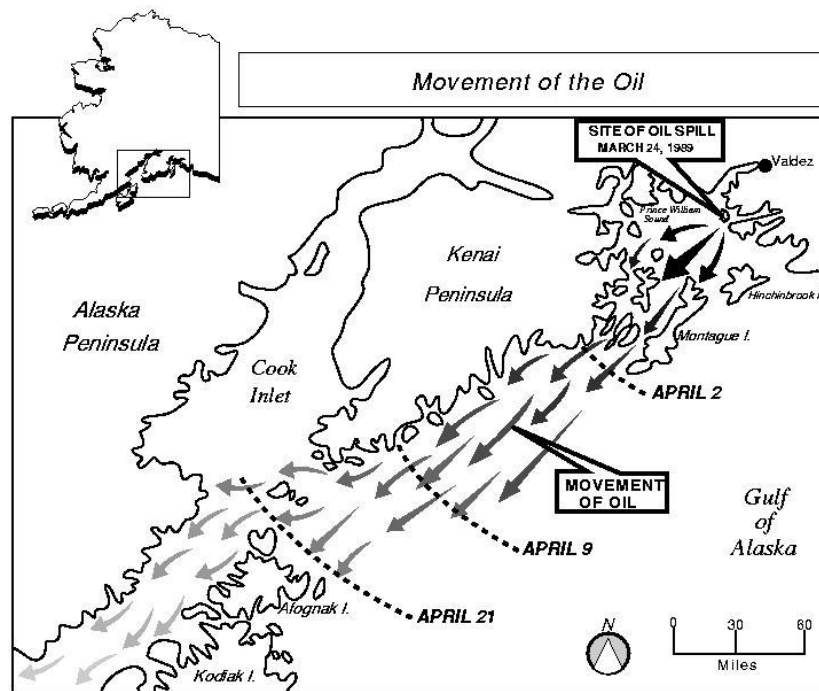 Movement of the Oil
SITE OF OIL SPILL
MARCH 24, 1989
Valdez
Prince William
Sound
Kenai
Peninsula
Hinchinbrook I
Alaska
Peninsula
Montague I.
Cook
Inlet
APRIL 2
MOVEMENT
OF OIL
Gulf
of
Alaska
APRIL 9
Afognak I.
APRIL 21
Kodiak I.
N
0 30 60
Miles